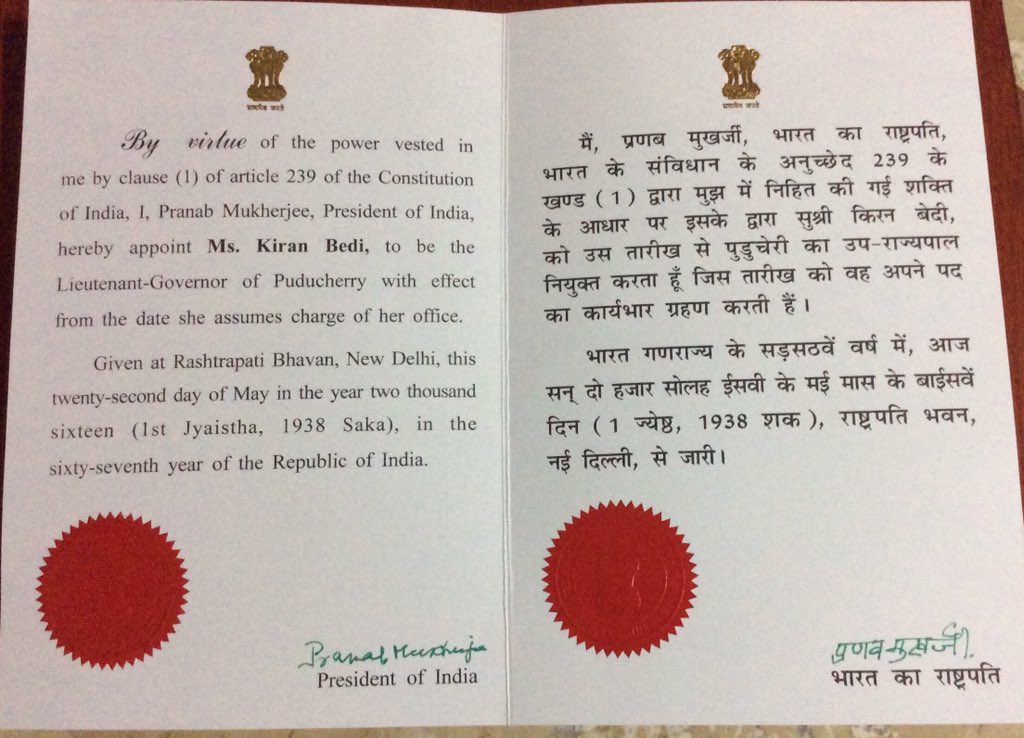 सत्यमेव जयते
By virtue of the power vested in
me by clause (1) of article 239 of the Constitution
of India, I, Pranab Mukherjee, President of India,
hereby appoint Ms. Kiran Bedi, to be the
Lieutenant-Governor of Puducherry with effect
from the date she assumes charge of her office.
Given at Rashtrapati Bhavan, New Delhi, this
twenty-second day of May in the year two thousand
sixteen (1st Jyaistha, 1938 Saka), in the
sixty-seventh year of the Republic of India.
Pranab Mukherjee
President of India
सत्यमेव जयते
मैं, प्रणब मुखर्जी, भारत का राष्ट्रपति,
भारत के संविधान के अनुच्छेद 239 के
खण्ड (1) द्वारा मुझ में निहित की गई शक्ति
के आधार पर इसके द्वारा सुश्री किरन बेदी,
को उस तारीख से पुडुचेरी का उप-राज्यपाल
नियुक्त करता हूँ जिस तारीख को वह अपने पद
का कार्यभार ग्रहण करती हैं।
भारत गणराज्य के सड़सठवें वर्ष में, आज
सन् दो हजार सोलह ईसवी के मई मास के बाईसवें
दिन (1 ज्येष्ठ, 1938 शक), राष्ट्रपति भवन,
नई दिल्ली, से जारी।
प्रणब मुखर्जी
भारत का राष्ट्रपति